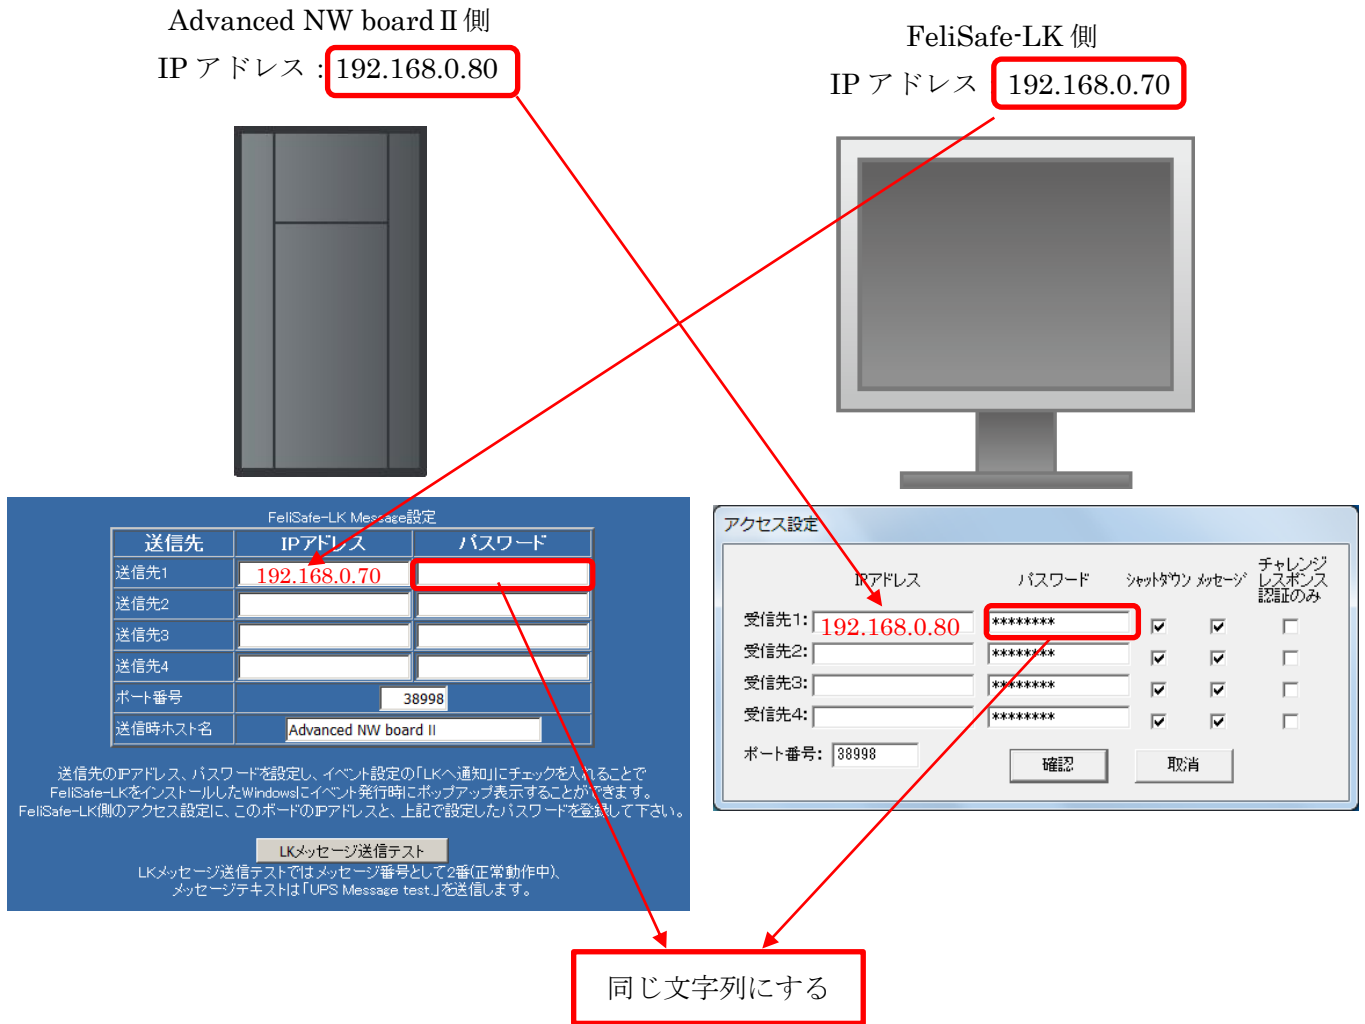 Advanced NW boardⅡ側
IP アドレス：192.168.0.80
FeliSafe-LK 側
IP アドレス：192.168.0.70
FeliSafe-LK Message設定
送信先 IPアドレス パスワード
送信先1 192.168.0.70
送信先2
送信先3
送信先4
ポート番号 38998
送信時ホスト名 Advanced NW board II
送信先のIPアドレス、パスワードを設定し、イベント設定の「LKへ通知」にチェックを入れることで
FeliSafe-LKをインストールしたWindowsにイベント発行時にポップアップ表示することができます。
FeliSafe-LK側のアクセス設定に、このボードのIPアドレスと、上記で設定したパスワードを登録して下さい。
LKメッセージ送信テスト
LKメッセージ送信テストではメッセージ番号として2番(正常動作中)、
メッセージテキストは「UPS Message test.」を送信します。
アクセス設定
IPアドレス パスワード シャットダウン メッセージ チャレンジ
レスポンス
認証のみ
受信先1: 192.168.0.80 ********
受信先2: ********
受信先3: ********
受信先4: ********
ポート番号: 38998
確認 取消
同じ文字列にする